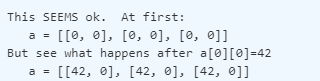 This SEEMS ok.  At first:
   a = [[0, 0], [0, 0], [0, 0]]
But see what happens after a[0][0]=42
   a = [[42, 0], [42, 0], [42, 0]]